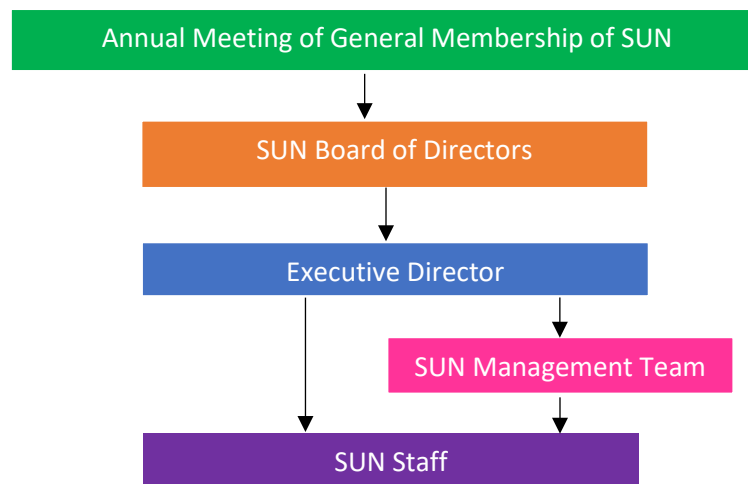 Annual Meeting of General Membership of SUN
SUN Board of Directors
Executive Director
SUN Management Team
SUN Staff